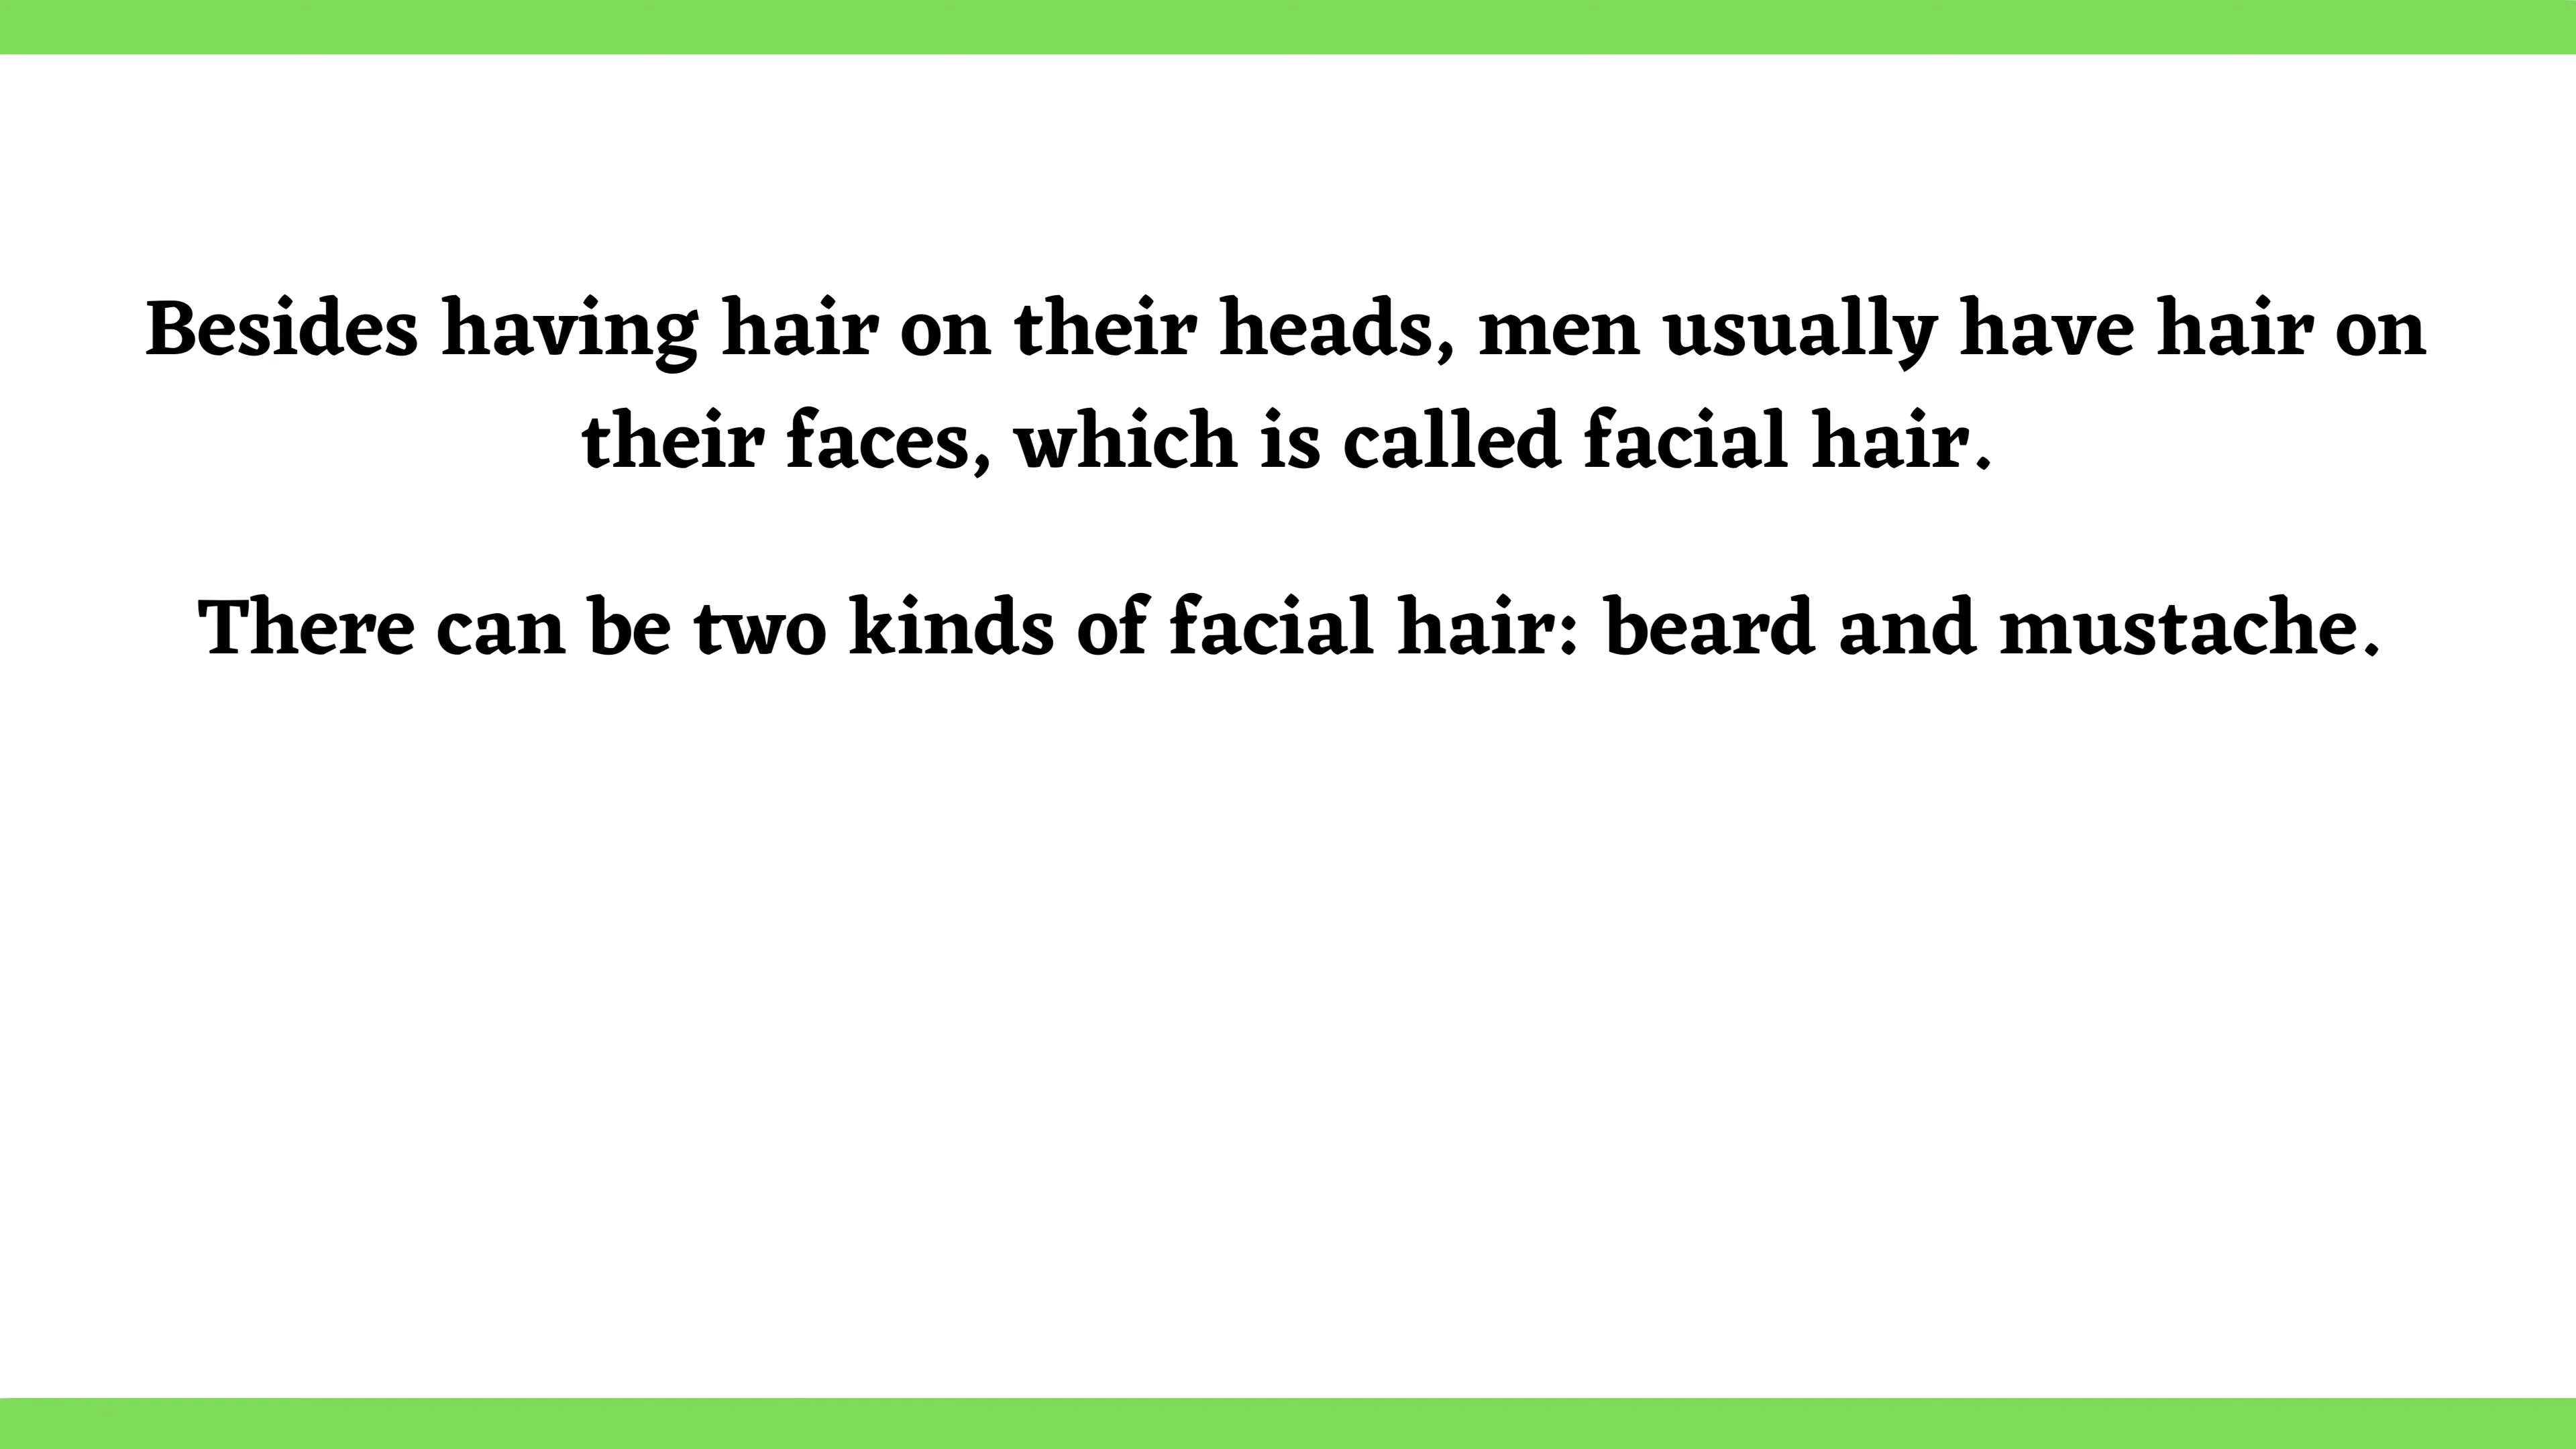 Besides having hair on their heads, men usually have hair on
their faces, which is called facial hair.
There can be two kinds of facial hair: beard and mustache.